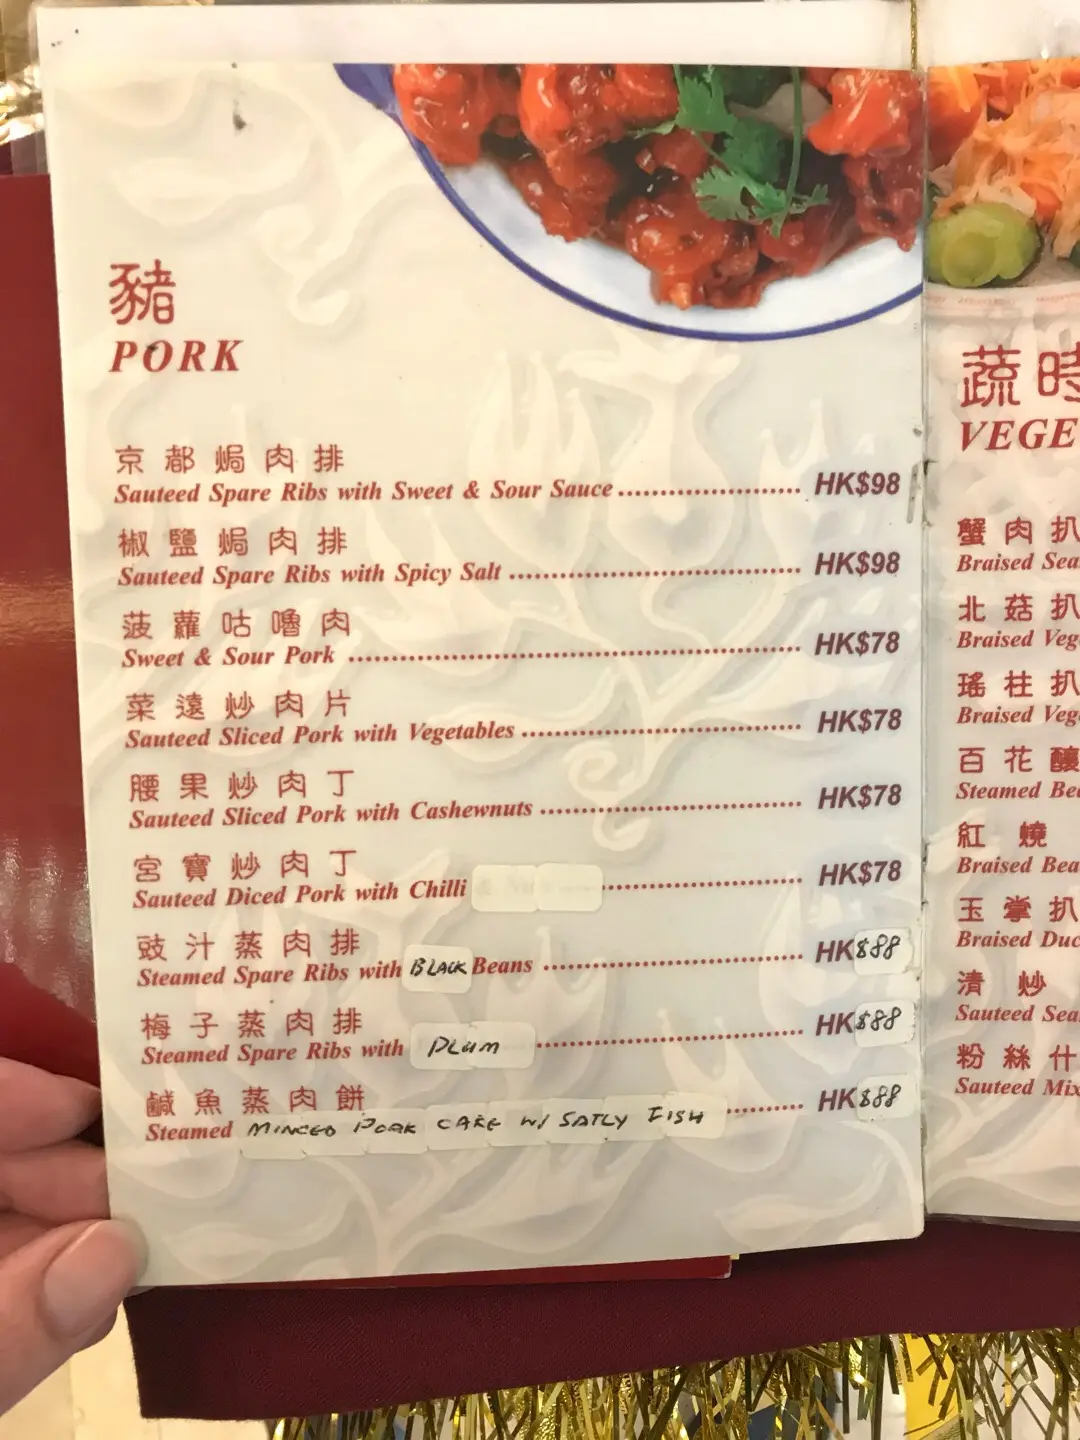 豬
PORK
京都焗肉排
Sauteed Spare Ribs with Sweet & Sour Sauce.................... HK$98
椒鹽焗肉排
Sauteed Spare Ribs with Spicy Salt .................................. HK$98
菠蘿咕嚕肉
Sweet & Sour Pork ..................................................... HK$78
菜遠炒肉片
Sauteed Sliced Pork with Vegetables ................................ HK$78
腰果炒肉丁
Sauteed Sliced Pork with Cashewnuts .............................. HK$78
宮寶炒肉丁
Sauteed Diced Pork with Chilli ....................... HK$78
豉汁蒸肉排
Steamed Spare Ribs with BLACK Beans .............................. HK$88
梅子蒸肉排
Steamed Spare Ribs with PLUM ............................... HK$88
鹹魚蒸肉餅
Steamed MINCED PORK CAKE W/ SATLY FISH ......... HK$88
蔬時
VEGE
蟹肉扒
Braised Sea
北菇扒
Braised Veg
瑤柱扒
Braised Veg
百花釀
Steamed Bea
紅燒
Braised Bea
玉掌扒
Braised Duc
清炒
Sauteed Sea
粉絲什
Sauteed Mix